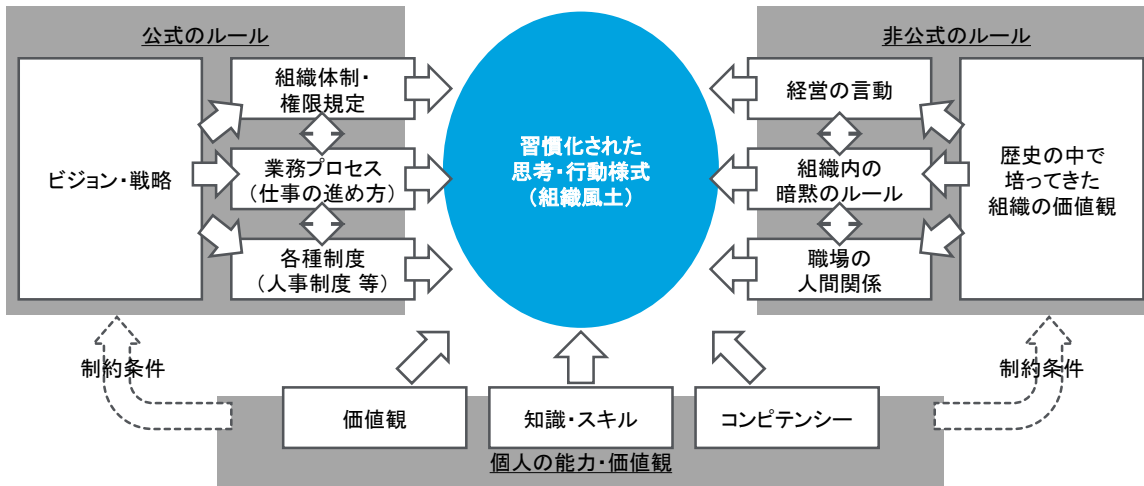 公式のルール
ビジョン・戦略
組織体制・
権限規定
業務プロセス
（仕事の進め方）
各種制度
（人事制度 等）
習慣化された
思考・行動様式
（組織風土）
非公式のルール
経営の言動
組織内の
暗黙のルール
職場の
人間関係
歴史の中で
培ってきた
組織の価値観
制約条件
制約条件
価値観
知識・スキル
コンピテンシー
個人の能力・価値観